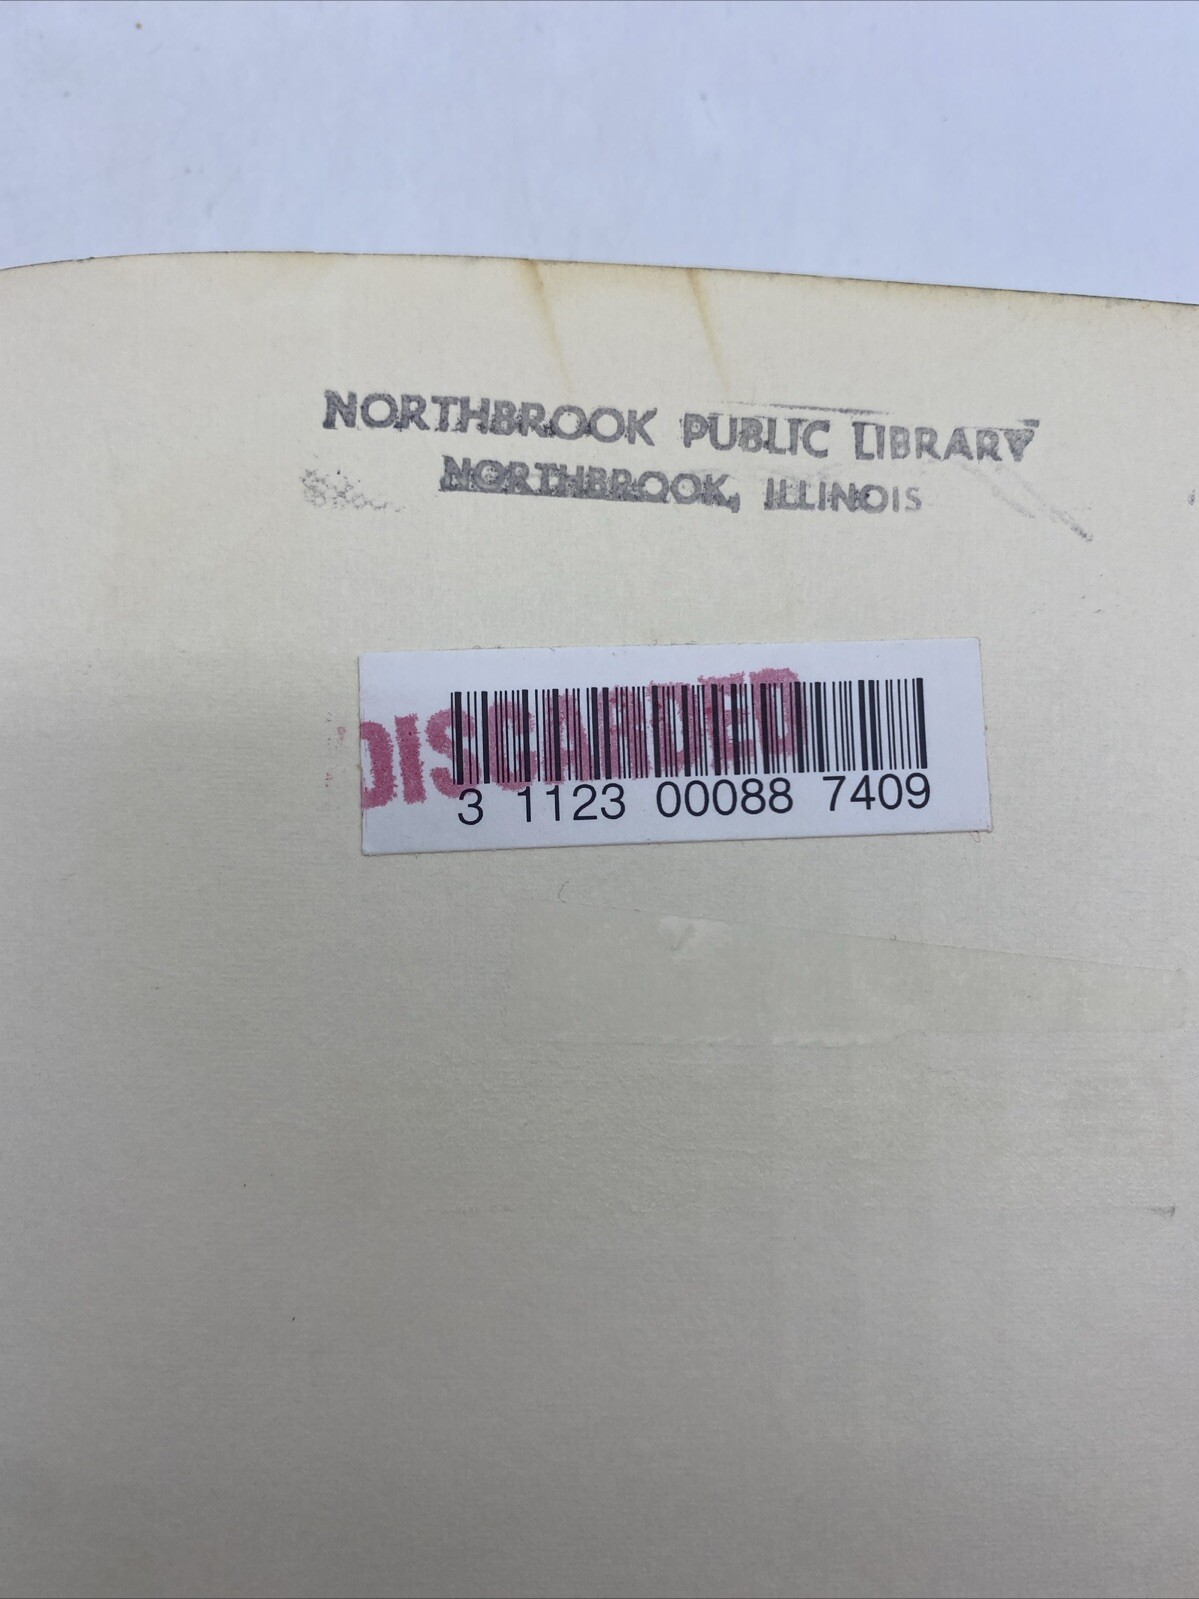 NORTHBROOK PUBLIC LIBRARY
NORTHBROOK, ILLINOIS
DISCARDED
3 1123 00088 7409